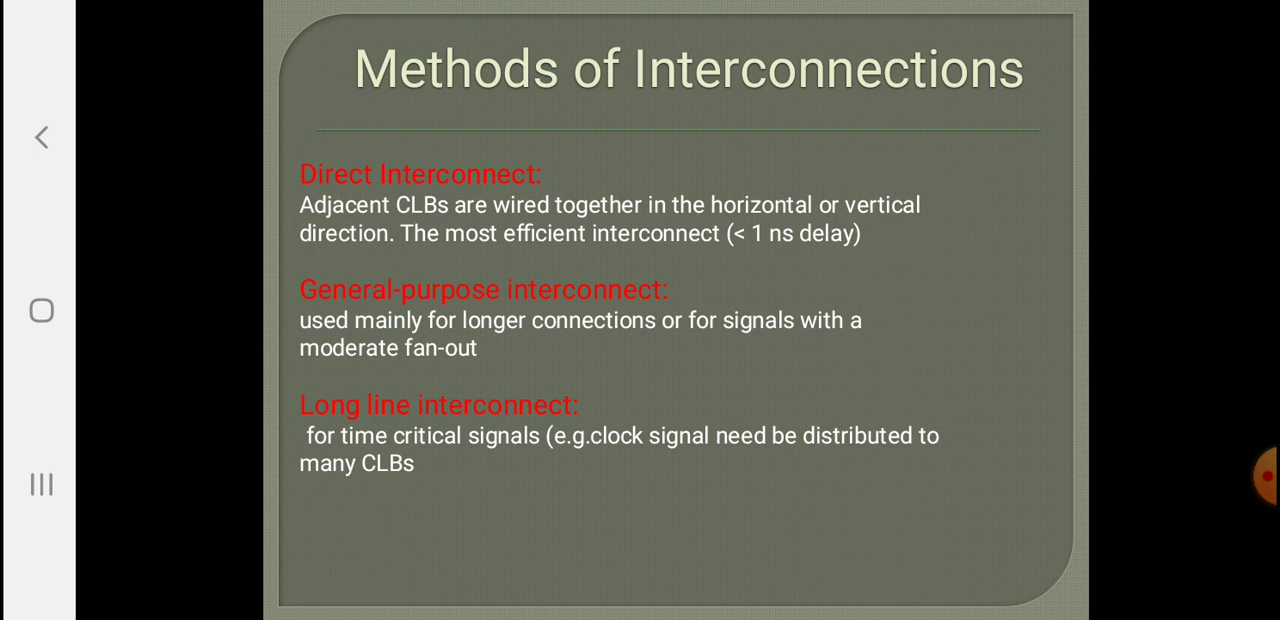 Methods of Interconnections
Direct Interconnect:
Adjacent CLBs are wired together in the horizontal or vertical
direction. The most efficient interconnect (< 1 ns delay)
General-purpose interconnect:
used mainly for longer connections or for signals with a
moderate fan-out
Long line interconnect:
for time critical signals (e.g.clock signal need be distributed to
many CLBs